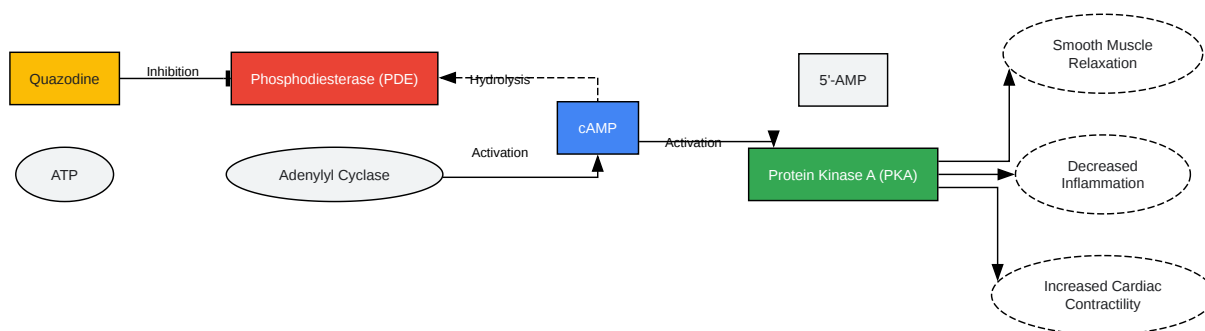 Quazodine
Inhibition
Phosphodiesterase (PDE)
Hydrolysis
cAMP
5'-AMP
Smooth Muscle
Relaxation
ATP
Adenylyl Cyclase
Activation
Activation
Protein Kinase A (PKA)
Decreased
Inflammation
Increased Cardiac
Contractility